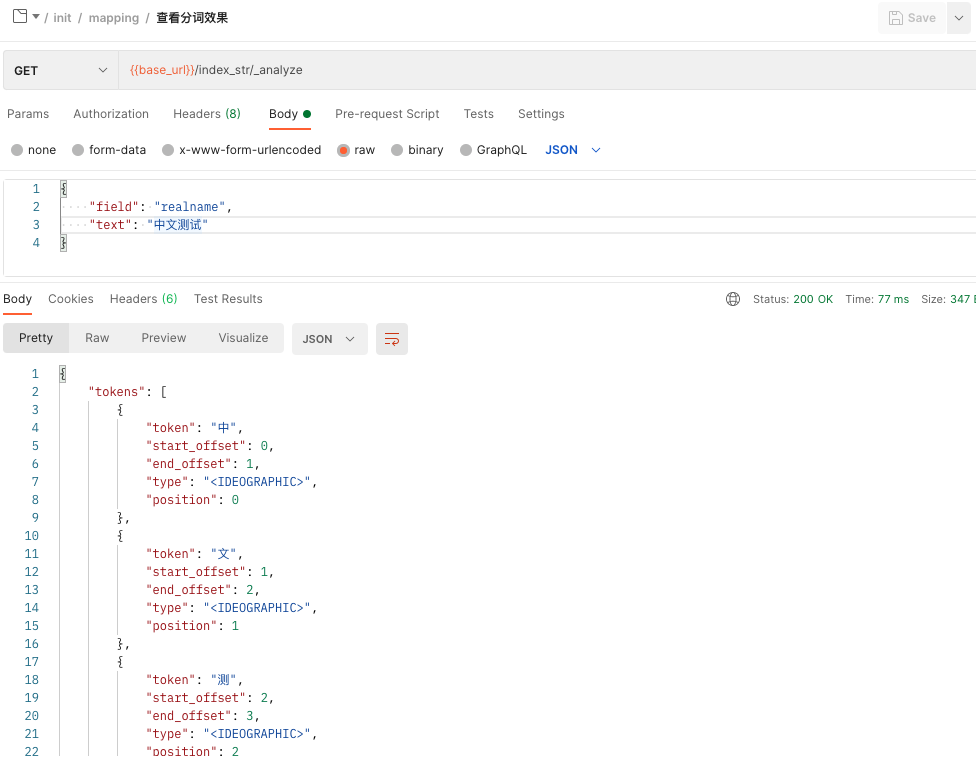 / init / mapping / 查看分词效果
Save
GET {{base_url}}/index_str/_analyze
Params Authorization Headers (8) Body Pre-request Script Tests Settings
none form-data x-www-form-urlencoded raw binary GraphQL JSON
1 {
2 "field": "realname",
3 "text": "中文测试"
4 }
Body Cookies Headers (6) Test Results Status: 200 OK Time: 77 ms Size: 347
Pretty Raw Preview Visualize JSON
1 {
2 "tokens": [
3 {
4 "token": "中",
5 "start_offset": 0,
6 "end_offset": 1,
7 "type": "<IDEOGRAPHIC>",
8 "position": 0
9 },
10 {
11 "token": "文",
12 "start_offset": 1,
13 "end_offset": 2,
14 "type": "<IDEOGRAPHIC>",
15 "position": 1
16 },
17 {
18 "token": "测",
19 "start_offset": 2,
20 "end_offset": 3,
21 "type": "<IDEOGRAPHIC>",
22 "position": 2